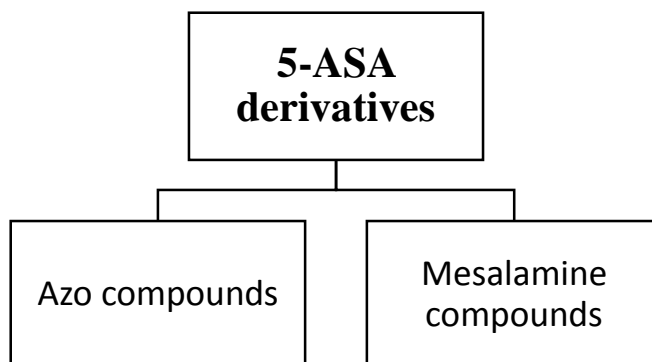 5-ASA
derivatives
Azo compounds
Mesalamine
compounds